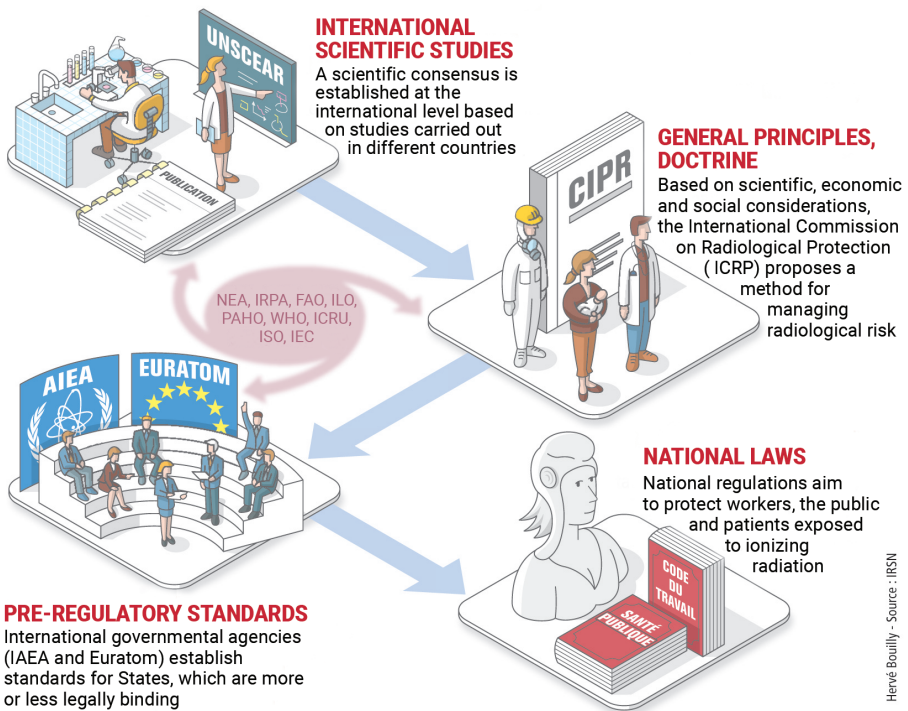 UNSCEAR
INTERNATIONAL
SCIENTIFIC STUDIES
A scientific consensus is
established at the
international level based
on studies carried out
in different countries
PUBLICATION
CIPR
GENERAL PRINCIPLES,
DOCTRINE
Based on scientific, economic
and social considerations,
the International Commission
on Radiological Protection
( ICRP) proposes a
method for
managing
radiological risk
NEA, IRPA, FAO, ILO,
PAHO, WHO, ICRU,
ISO, IEC
AIEA
EURATOM
PRE-REGULATORY STANDARDS
International governmental agencies
(IAEA and Euratom) establish
standards for States, which are more
or less legally binding
NATIONAL LAWS
National regulations aim
to protect workers, the public
and patients exposed
to ionizing
radiation
CODE
DU
TRAVAIL
SANTÉ
PUBLIQUE
Hervé Bouilly - Source : IRSN